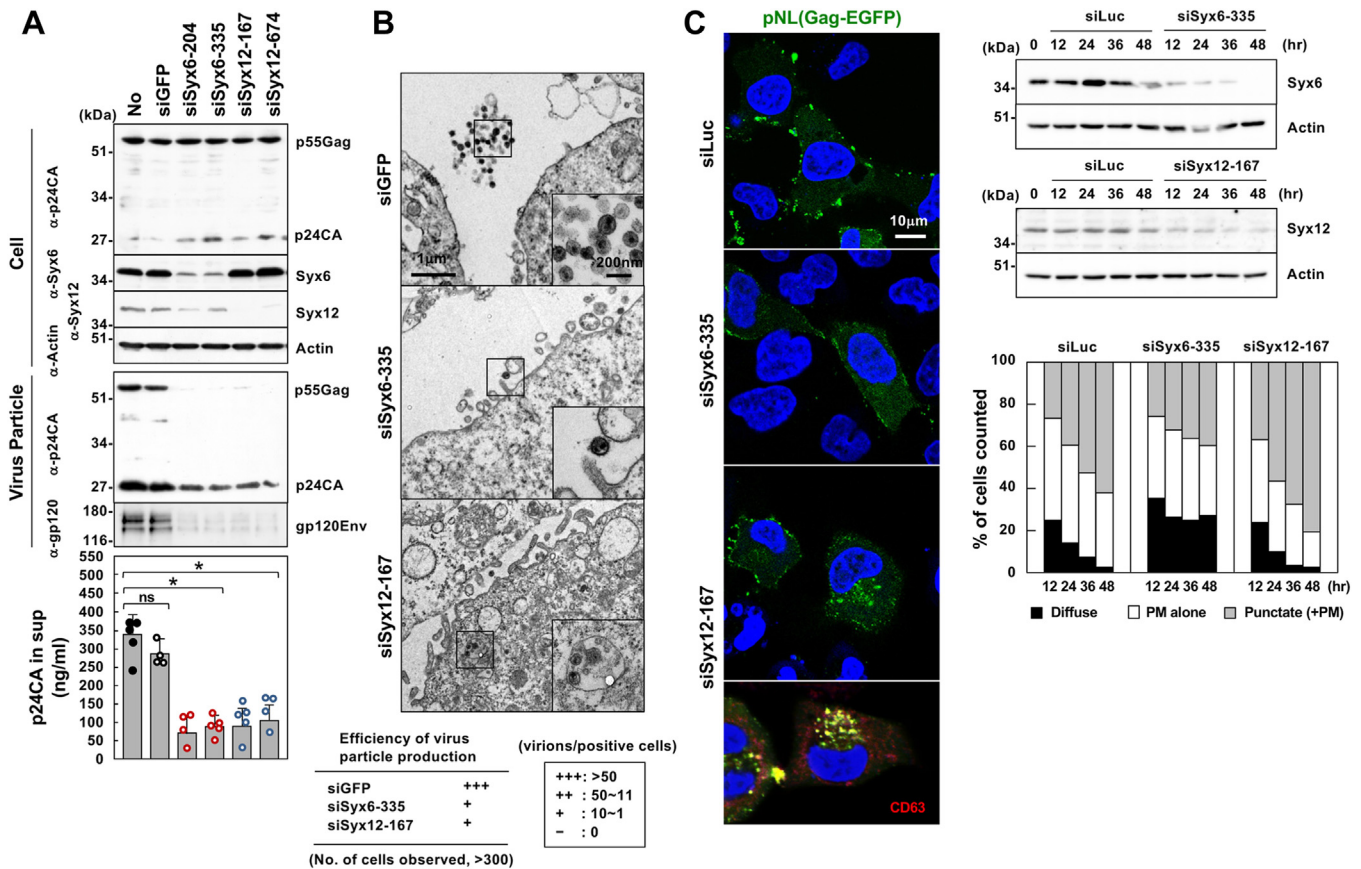 A
No
siGFP
siSyx6-204
siSyx6-335
siSyx12-167
siSyx12-674
(kDa)
Cell
α-p24CA
51-
34-
27-
p55Gag
p24CA
α-Syx6
34-
Syx6
α-Syx12
34-
Syx12
α-Actin
51-
Actin
Virus Particle
α-p24CA
51-
34-
27-
p55Gag
p24CA
α-gp120
180-
116-
gp120Env
p24CA in sup
(ng/ml)
550
500
450
400
350
300
250
200
150
100
50
0
*
*
ns
B
siGFP
1μm
200nm
siSyx6-335
siSyx12-167
Efficiency of virus
particle production
siGFP +++
siSyx6-335 +
siSyx12-167 +
(No. of cells observed, >300)
(virions/positive cells)
+++: >50
++ : 50~11
+ : 10~1
− : 0
C
pNL(Gag-EGFP)
siLuc
10μm
siSyx6-335
siSyx12-167
CD63
siLuc siSyx6-335
(kDa) 0 12 24 36 48 12 24 36 48 (hr)
34-
Syx6
51-
Actin
siLuc siSyx12-167
(kDa) 0 12 24 36 48 12 24 36 48 (hr)
34-
Syx12
51-
Actin
siLuc siSyx6-335 siSyx12-167
% of cells counted
100
80
60
40
20
0
12 24 36 48 12 24 36 48 12 24 36 48 (hr)
Diffuse PM alone Punctate (+PM)